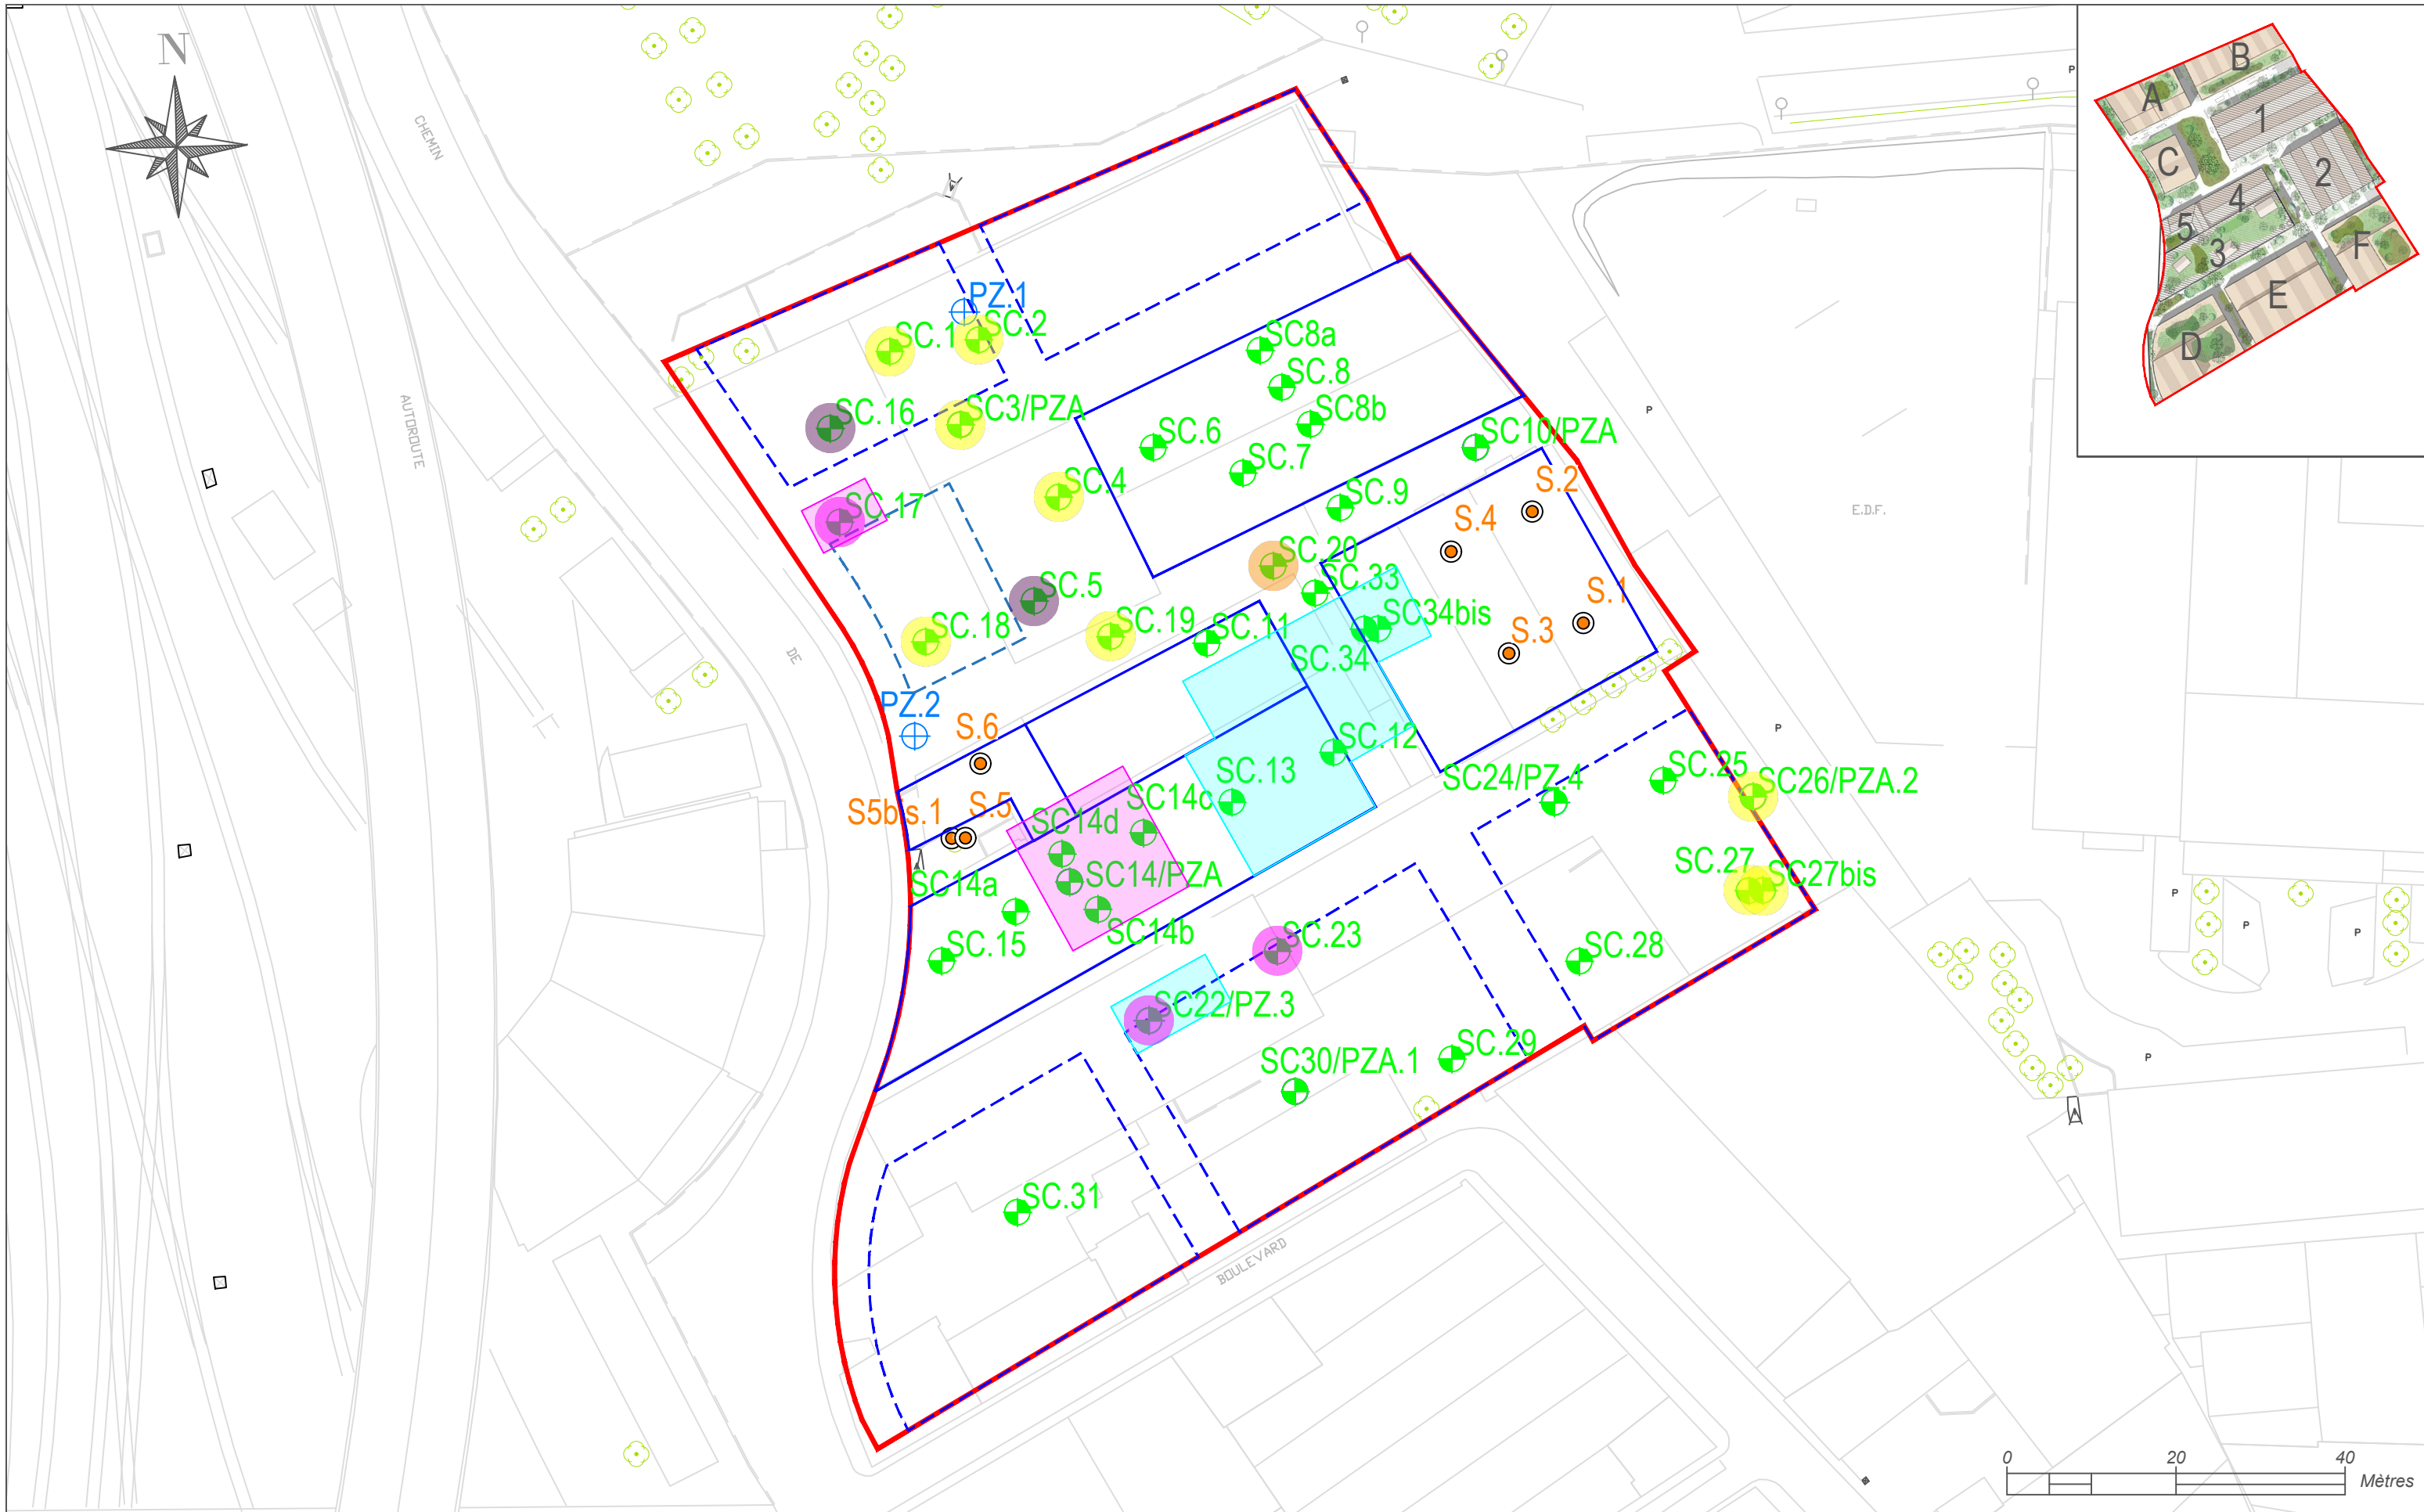 N
CHEMIN
AUTOROUTE
DE
B
A
1
C
2
4
5
3
F
E
D
P
PZ.1
SC.1
SC.2
SC8a
SC.8
SC.16
SC3/PZA
SC8b
SC.6
SC10/PZA
P
SC.7
SC.4
S.2
SC.17
SC.9
S.4
E.D.F.
SC.20
SC.33
SC.5
S.1
SC34bis
SC.18
SC.19
SC.11
S.3
SC.34
PZ.2
S.6
P
SC.12
SC.13
SC24/PZ.4
SC.25
SC26/PZA.2
S5bis.1
S.5
SC14c
SC14d
SC14/PZA
SC14a
SC.27
SC27bis
P
P
P
SC14b
SC.15
SC.23
SC.28
SC22/PZ.3
SC.29
SC30/PZA.1
P
SC.31
BOULEVARD
0 20 40
Mètres